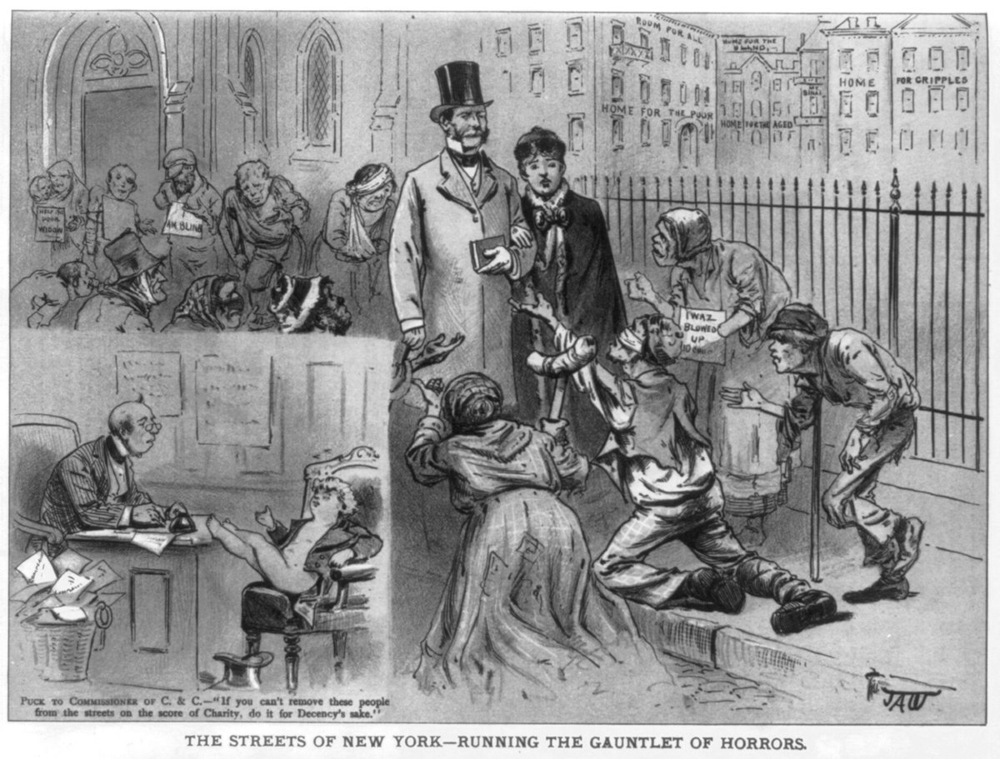 ROOM FOR ALL
HOME FOR THE POOR
HOME FOR THE
BLIND,
HOME FOR THE AGED
HOME FOR CRIPPLES
HELP THE
POOR
WIDOW
AM BLIND
I WAZ
BLOWED
UP
PUCK TO COMMISSIONER OF C. & C.—"If you can't remove these people
from the streets on the score of Charity, do it for Decency's sake."
JAW
THE STREETS OF NEW YORK—RUNNING THE GAUNTLET OF HORRORS.